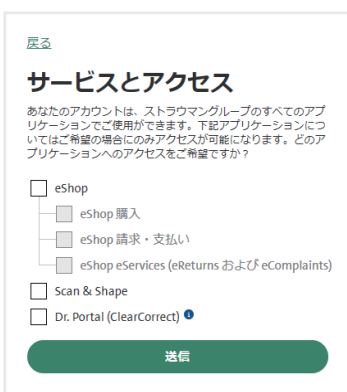 戻る
サービスとアクセス
あなたのアカウントは、ストラウマングループのすべてのアプ
リケーションでご使用ができます。下記アプリケーションにつ
いてはご希望の場合にのみアクセスが可能になります。どのア
プリケーションへのアクセスをご希望ですか？
eShop
eShop 購入
eShop 請求・支払い
eShop eServices (eReturns および eComplaints)
Scan & Shape
Dr. Portal (ClearCorrect) i
送信